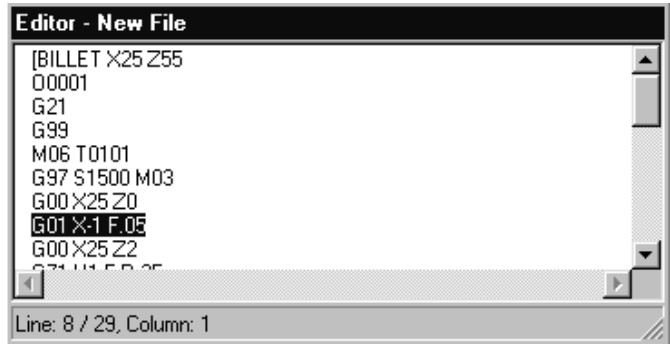 Editor - New File
[BILLET X25 Z55
O0001
G21
G99
M06 T0101
G97 S1500 M03
G00 X25 Z0
G01 X-1 F.05
G00 X25 Z2
Line: 8 / 29, Column: 1